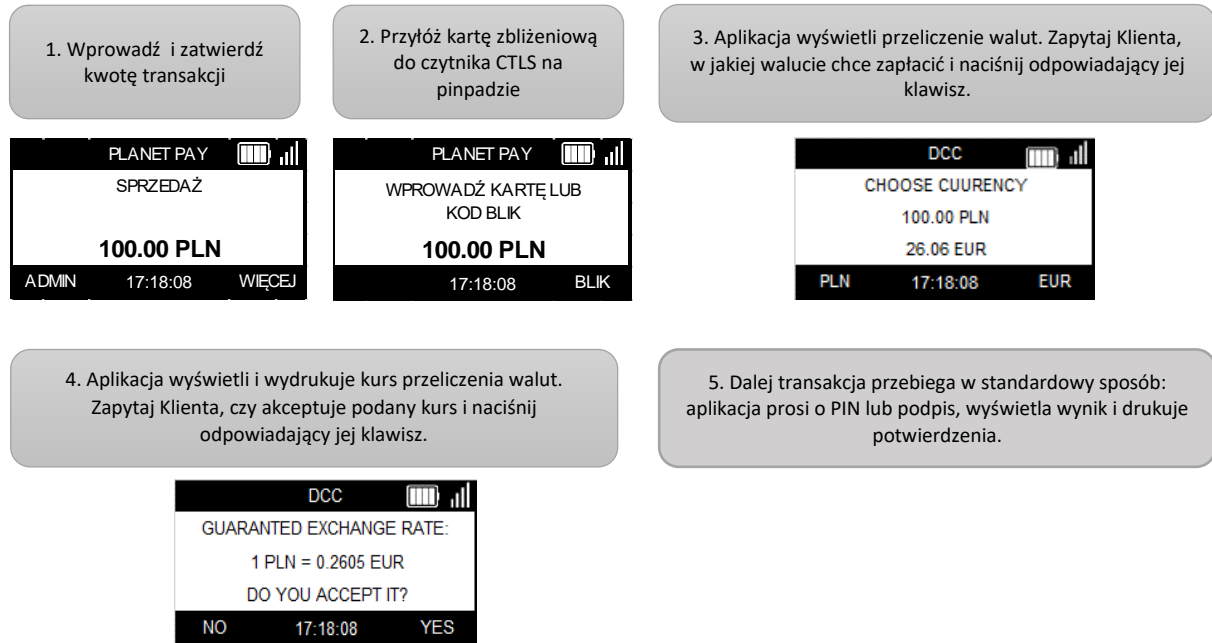 1. Wprowadź i zatwierdź
kwotę transakcji
2. Przyłóż kartę zbliżeniową
do czytnika CTLS na
pinpadzie
3. Aplikacja wyświetli przeliczenie walut. Zapytaj Klienta,
w jakiej walucie chce zapłacić i naciśnij odpowiadający jej
klawisz.
PLANET PAY
SPRZEDAŻ
100.00 PLN
ADMIN 17:18:08 WIĘCEJ
PLANET PAY
WPROWADŹ KARTĘ LUB
KOD BLIK
100.00 PLN
17:18:08 BLIK
DCC
CHOOSE CUURENCY
100.00 PLN
26.06 EUR
PLN 17:18:08 EUR
4. Aplikacja wyświetli i wydrukuje kurs przeliczenia walut.
Zapytaj Klienta, czy akceptuje podany kurs i naciśnij
odpowiadający jej klawisz.
5. Dalej transakcja przebiega w standardowy sposób:
aplikacja prosi o PIN lub podpis, wyświetla wynik i drukuje
potwierdzenia.
DCC
GUARANTED EXCHANGE RATE:
1 PLN = 0.2605 EUR
DO YOU ACCEPT IT?
NO 17:18:08 YES